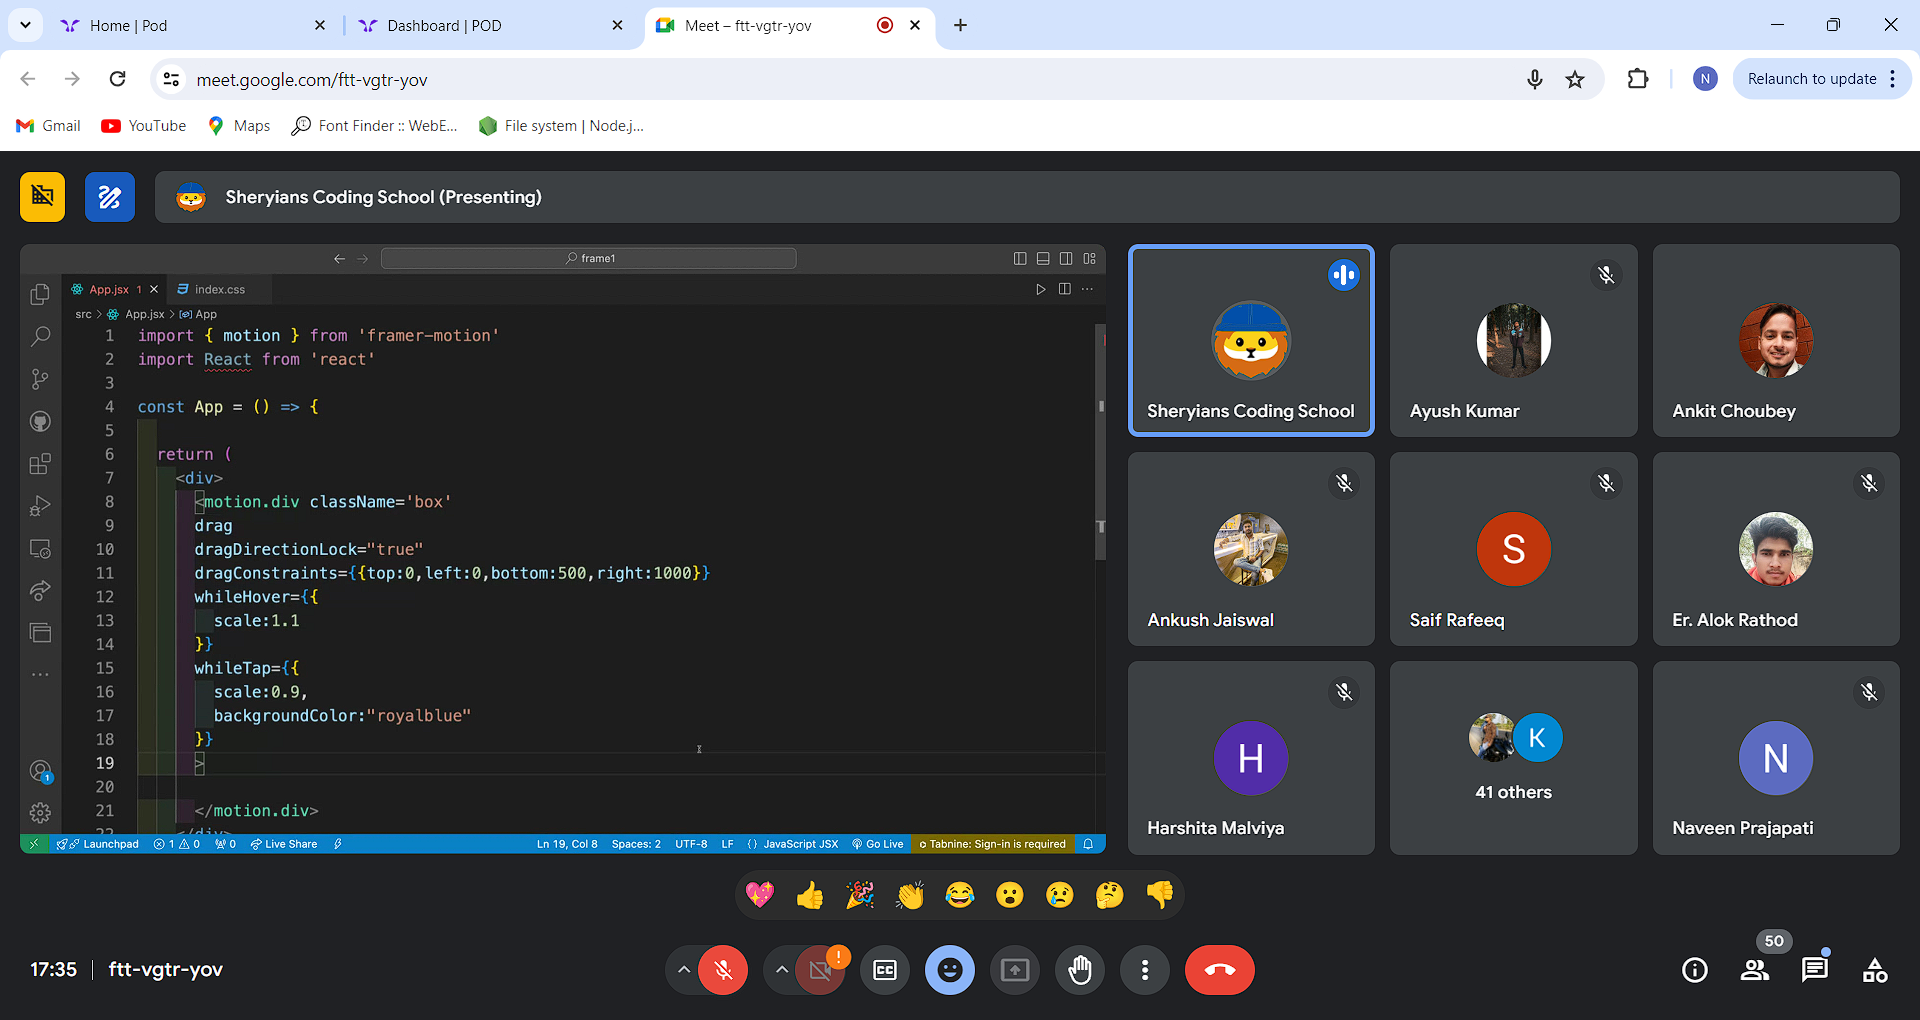 Home | Pod
Dashboard | POD
Meet – ftt-vgtr-yov
meet.google.com/ftt-vgtr-yov
N
Relaunch to update
Gmail
YouTube
Maps
Font Finder :: WebE...
File system | Node.j...
Sheryians Coding School (Presenting)
frame1
App.jsx 1
index.css
src > App.jsx > App
1 import { motion } from 'framer-motion'
2 import React from 'react'
3
4 const App = () => {
5
6 return (
7 <div>
8 <motion.div className='box'
9 drag
10 dragDirectionLock="true"
11 dragConstraints={{top:0,left:0,bottom:500,right:1000}}
12 whileHover={{
13 scale:1.1
14 }}
15 whileTap={{
16 scale:0.9,
17 backgroundColor:"royalblue"
18 }}
19 >
20
21 </motion.div>
22 </div>
1
Launchpad
1 0
0
Live Share
Ln 19, Col 8
Spaces: 2
UTF-8
LF
JavaScript JSX
Go Live
Tabnine: Sign-in is required
Sheryians Coding School
Ayush Kumar
Ankit Choubey
Ankush Jaiswal
S
Saif Rafeeq
Er. Alok Rathod
H
Harshita Malviya
K
41 others
N
Naveen Prajapati
17:35
ftt-vgtr-yov
!
CC
50